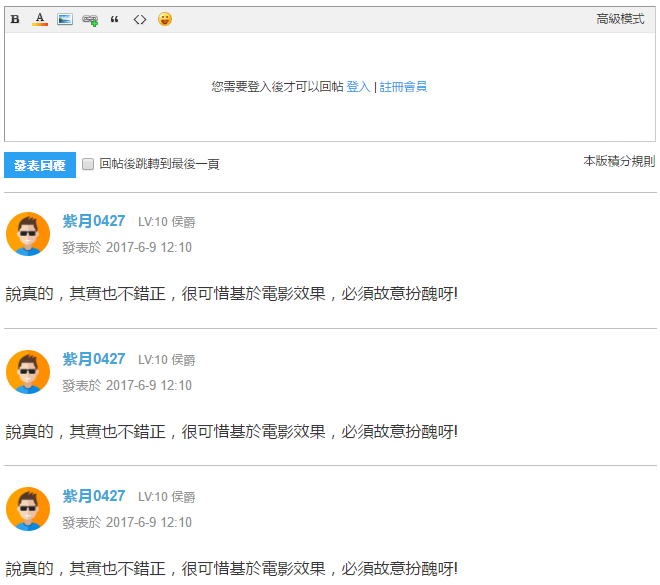 B A “ <> 高級模式
您需要登入後才可以回帖 登入 | 註冊會員
發表回覆 回帖後跳轉到最後一頁 本版積分規則
紫月0427 LV:10 侯爵
發表於 2017-6-9 12:10
說真的，其實也不錯正，很可惜基於電影效果，必須故意扮醜呀!
紫月0427 LV:10 侯爵
發表於 2017-6-9 12:10
說真的，其實也不錯正，很可惜基於電影效果，必須故意扮醜呀!
紫月0427 LV:10 侯爵
發表於 2017-6-9 12:10
說真的，其實也不錯正，很可惜基於電影效果，必須故意扮醜呀!